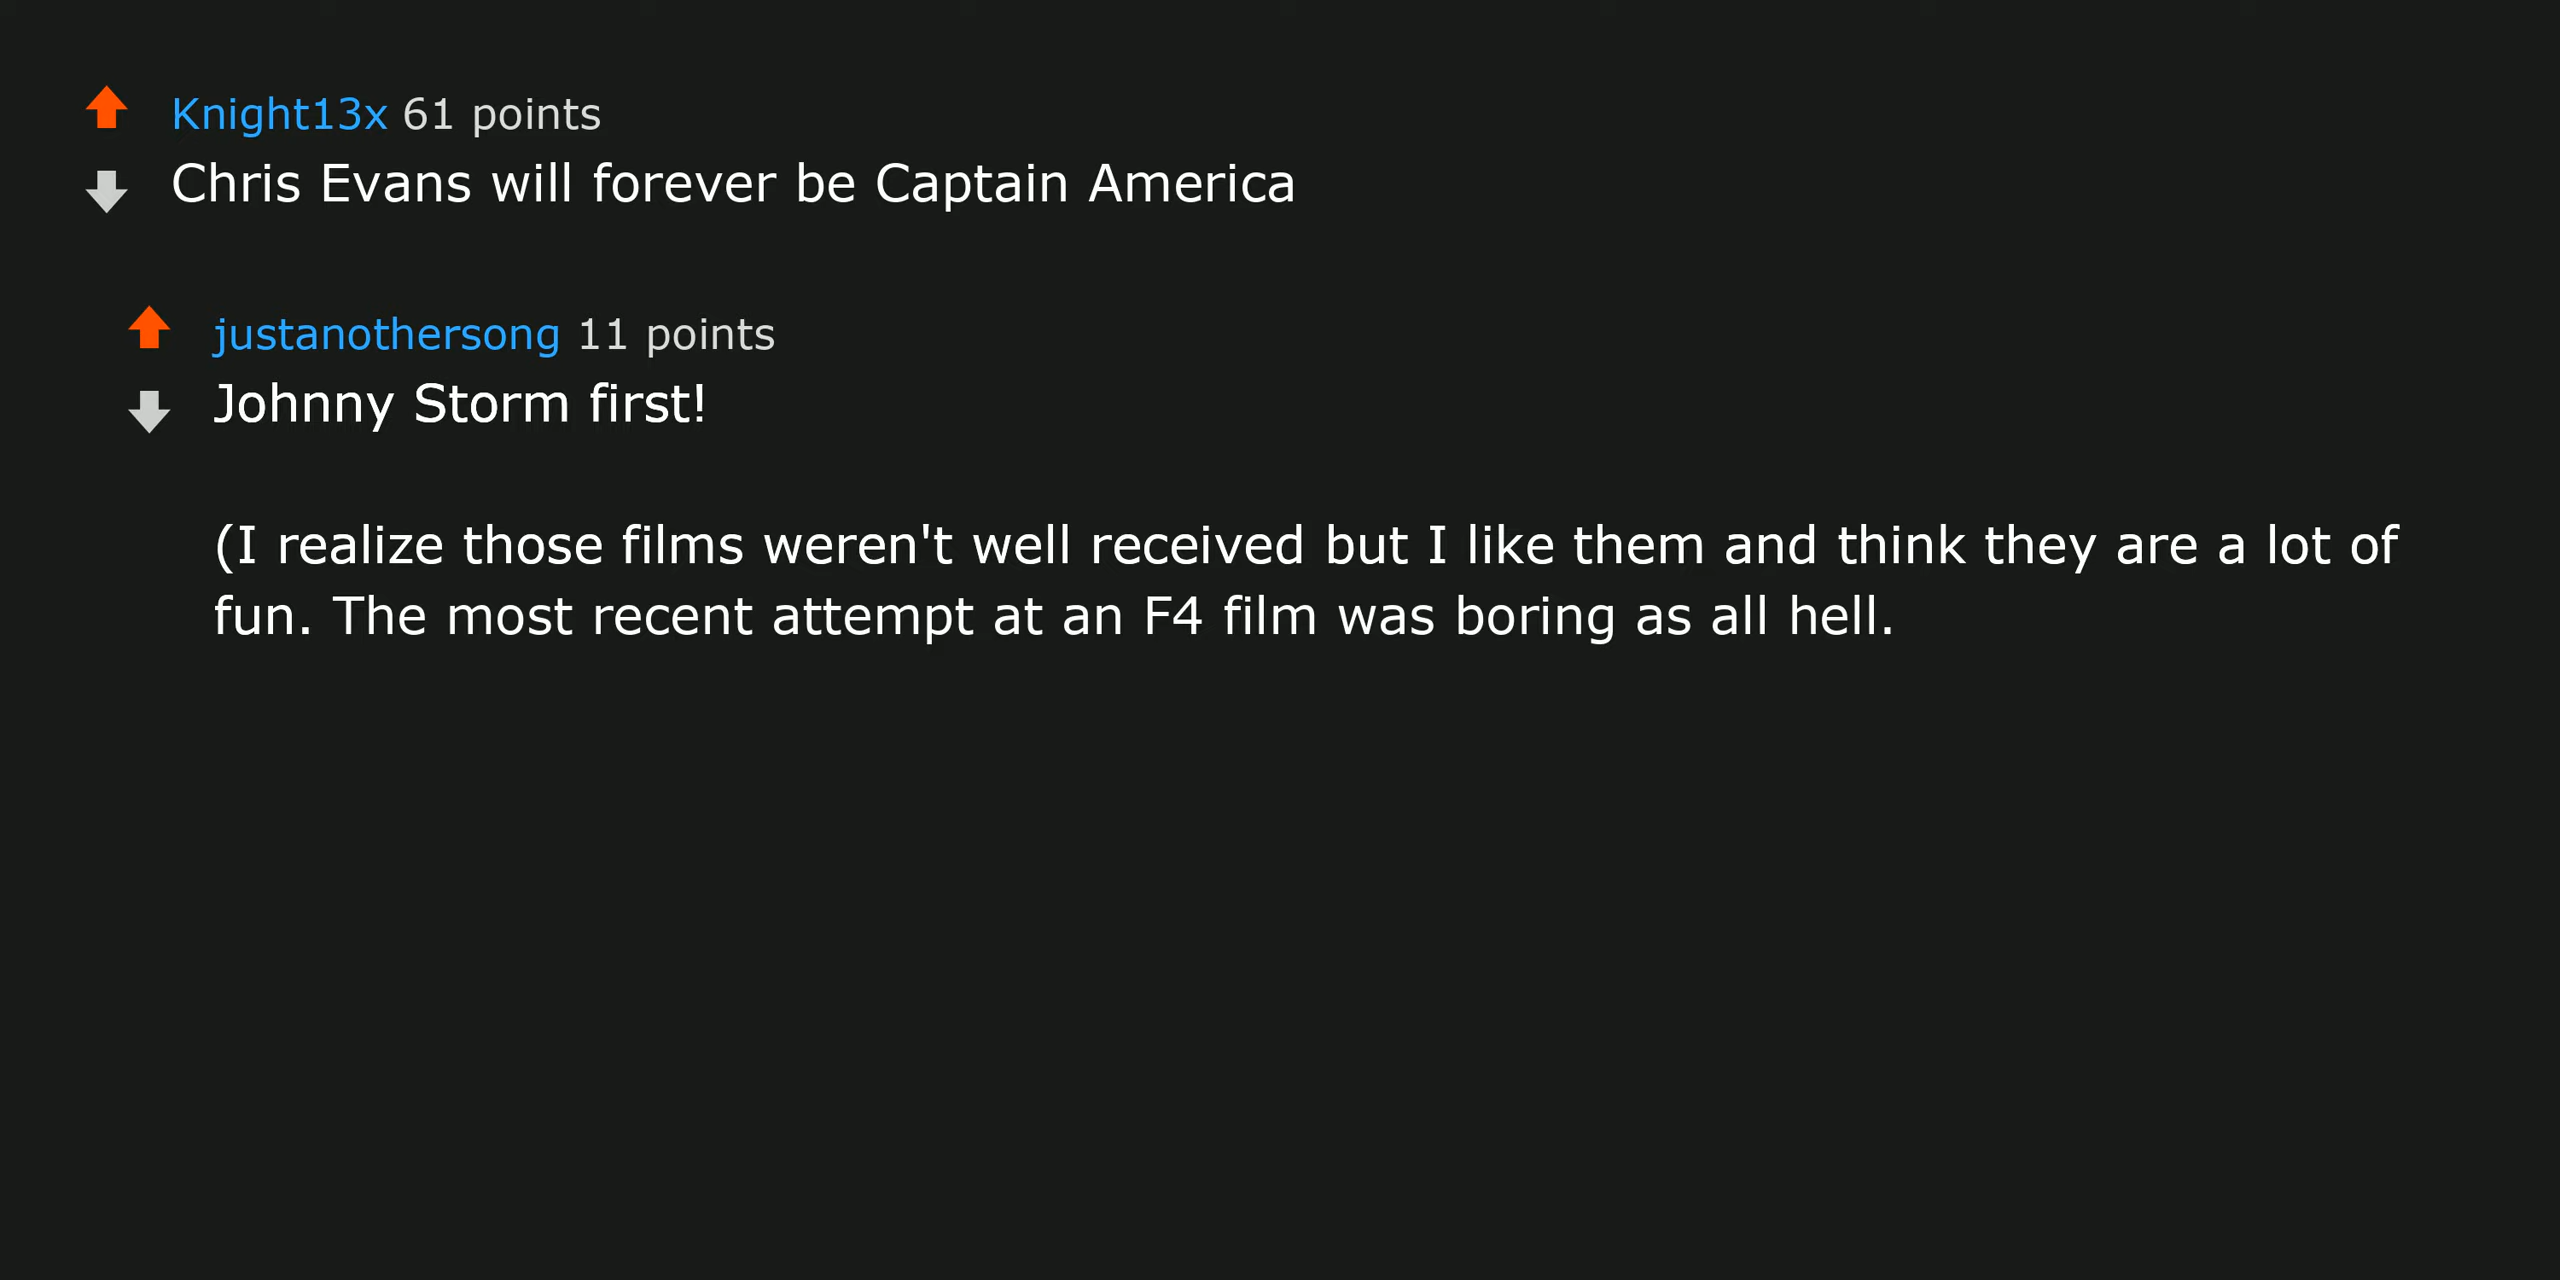 Knight13x 61 points
Chris Evans will forever be Captain America
justanothersong 11 points
Johnny Storm first!
(I realize those films weren't well received but I like them and think they are a lot of
fun. The most recent attempt at an F4 film was boring as all hell.